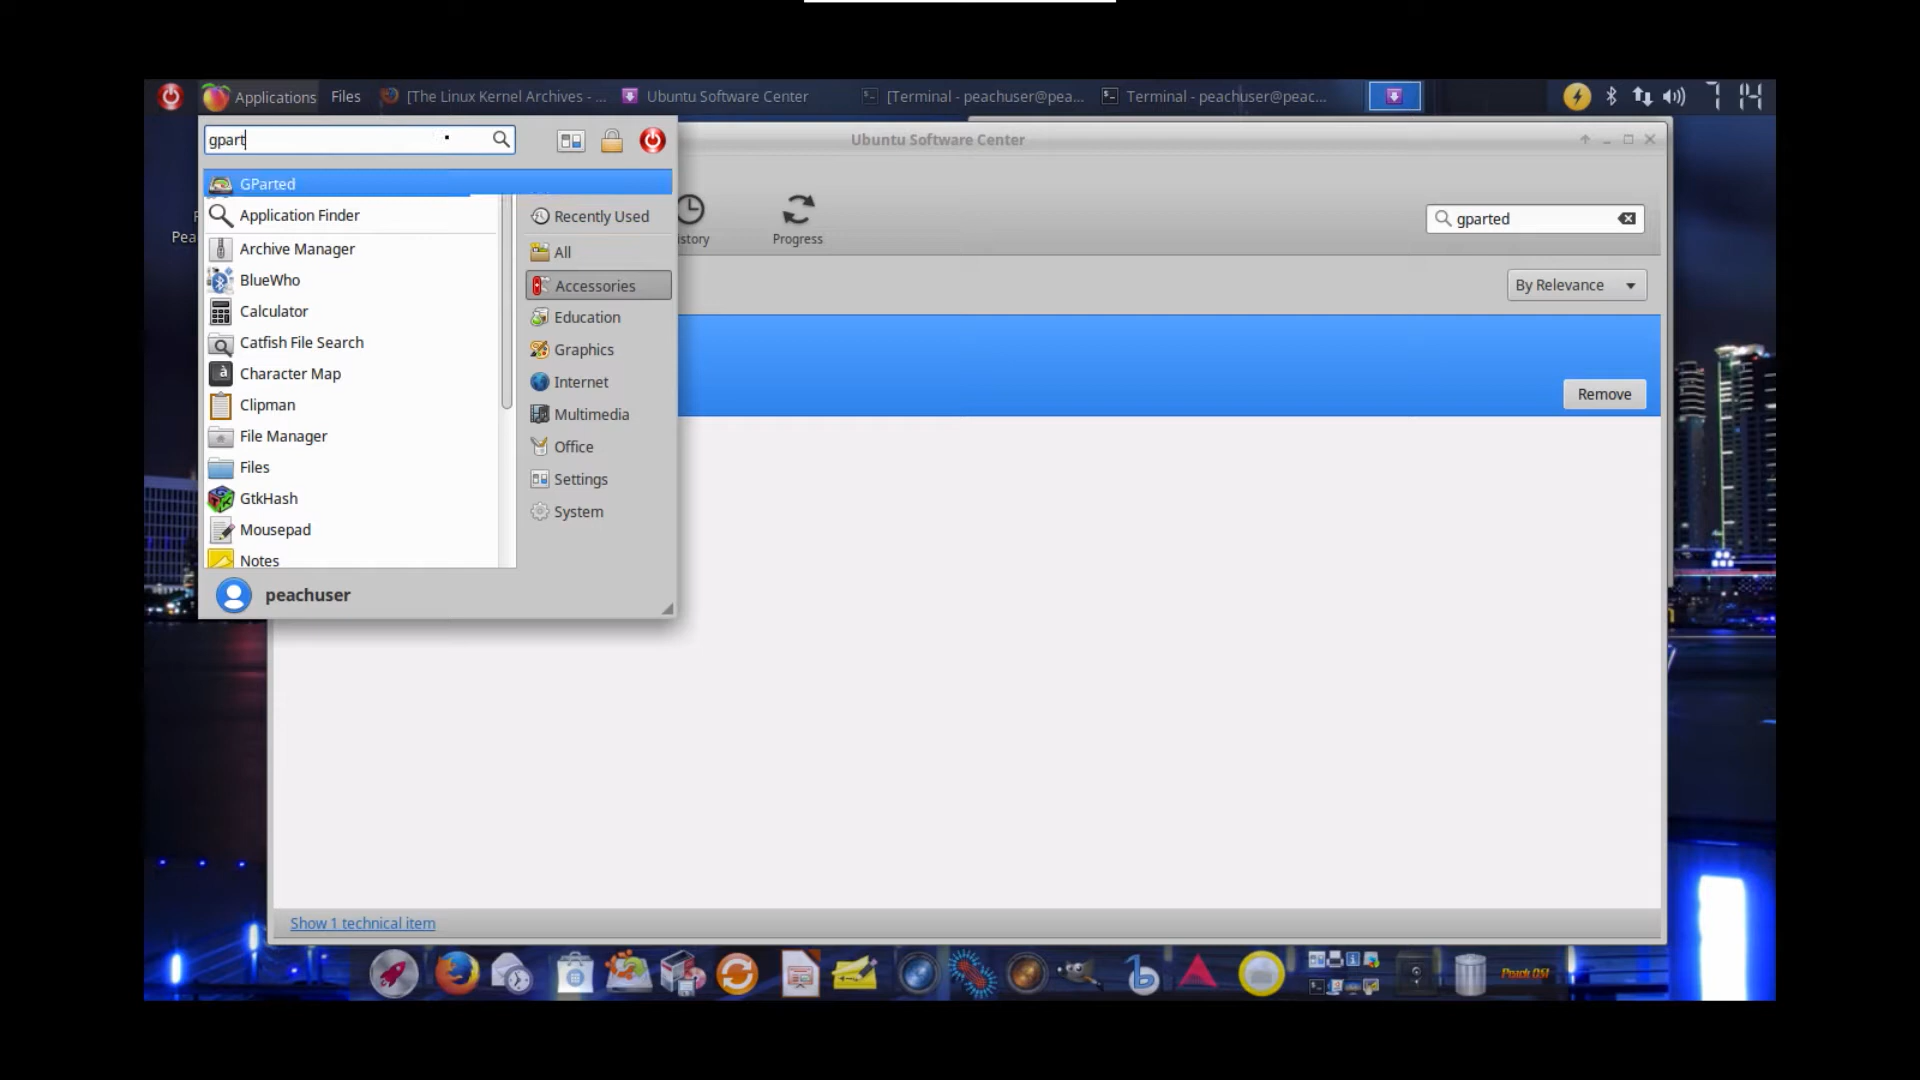 Applications Files [The Linux Kernel Archives - ... Ubuntu Software Center [Terminal - peachuser@pea... Terminal - peachuser@peac...
gpart
Ubuntu Software Center
GParted
Application Finder
Archive Manager
BlueWho
Calculator
Catfish File Search
Character Map
Clipman
File Manager
Files
GtkHash
Mousepad
Notes
Recently Used
All
Accessories
Education
Graphics
Internet
Multimedia
Office
Settings
System
peachuser
istory
Progress
gparted
By Relevance
Remove
Show 1 technical item
Peach OSI